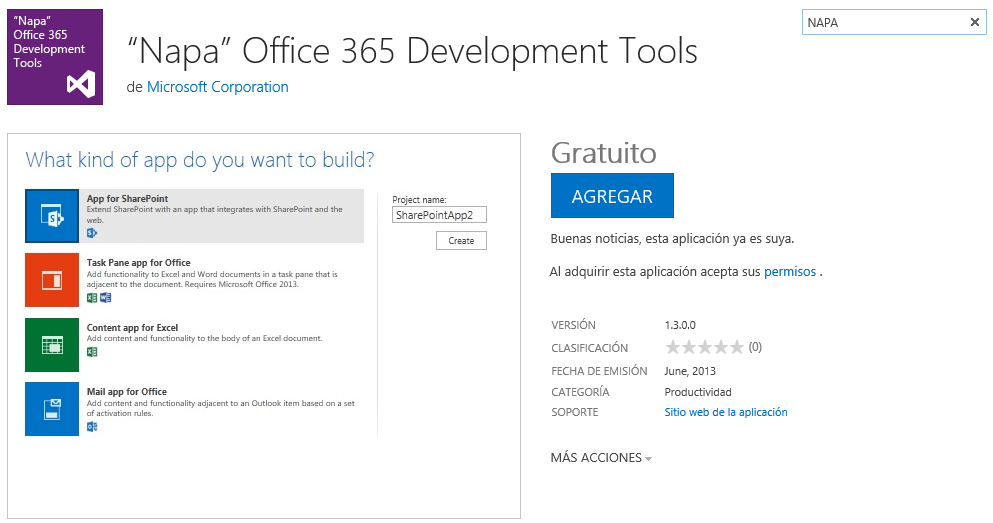 "Napa"
Office 365
Development
Tools
“Napa” Office 365 Development Tools
de Microsoft Corporation
NAPA
What kind of app do you want to build?
App for SharePoint
Extend SharePoint with an app that integrates with SharePoint and the
web.
Task Pane app for Office
Add functionality to Excel and Word documents in a task pane that is
adjacent to the document. Requires Microsoft Office 2013.
Content app for Excel
Add content and functionality to the body of an Excel document.
Mail app for Office
Add content and functionality adjacent to an Outlook item based on a set
of activation rules.
Project name:
SharePointApp2
Create
Gratuito
AGREGAR
Buenas noticias, esta aplicación ya es suya.
Al adquirir esta aplicación acepta sus permisos .
VERSIÓN 1.3.0.0
CLASIFICACIÓN (0)
FECHA DE EMISIÓN June, 2013
CATEGORÍA Productividad
SOPORTE Sitio web de la aplicación
MÁS ACCIONES